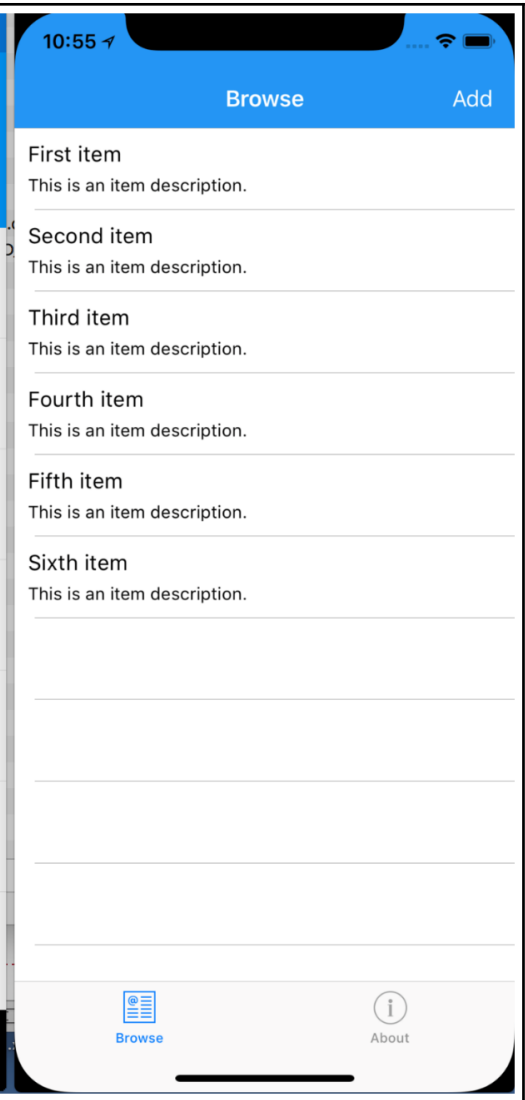 10:55
Browse
Add
First item
This is an item description.
Second item
This is an item description.
Third item
This is an item description.
Fourth item
This is an item description.
Fifth item
This is an item description.
Sixth item
This is an item description.
@
Browse
i
About